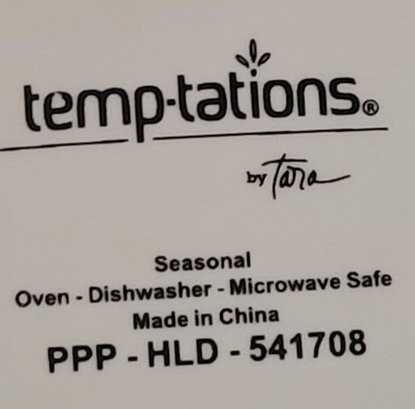 temp-tations®
by Tara
Seasonal
Oven - Dishwasher - Microwave Safe
Made in China
PPP - HLD - 541708